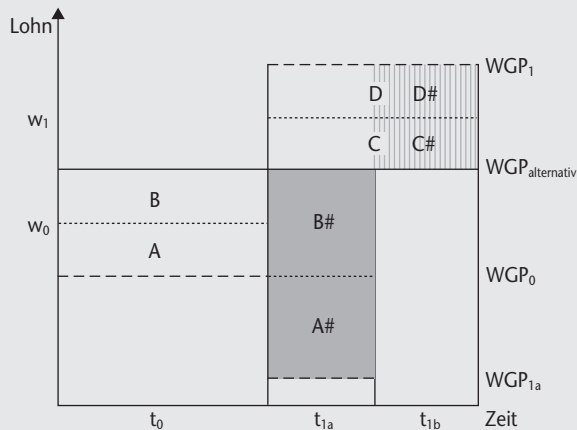 Lohn
WGP1
D D#
w1
C C#
WGPalternativ
B
w0
B#
A
WGP0
A#
WGP1a
t0 t1a t1b Zeit